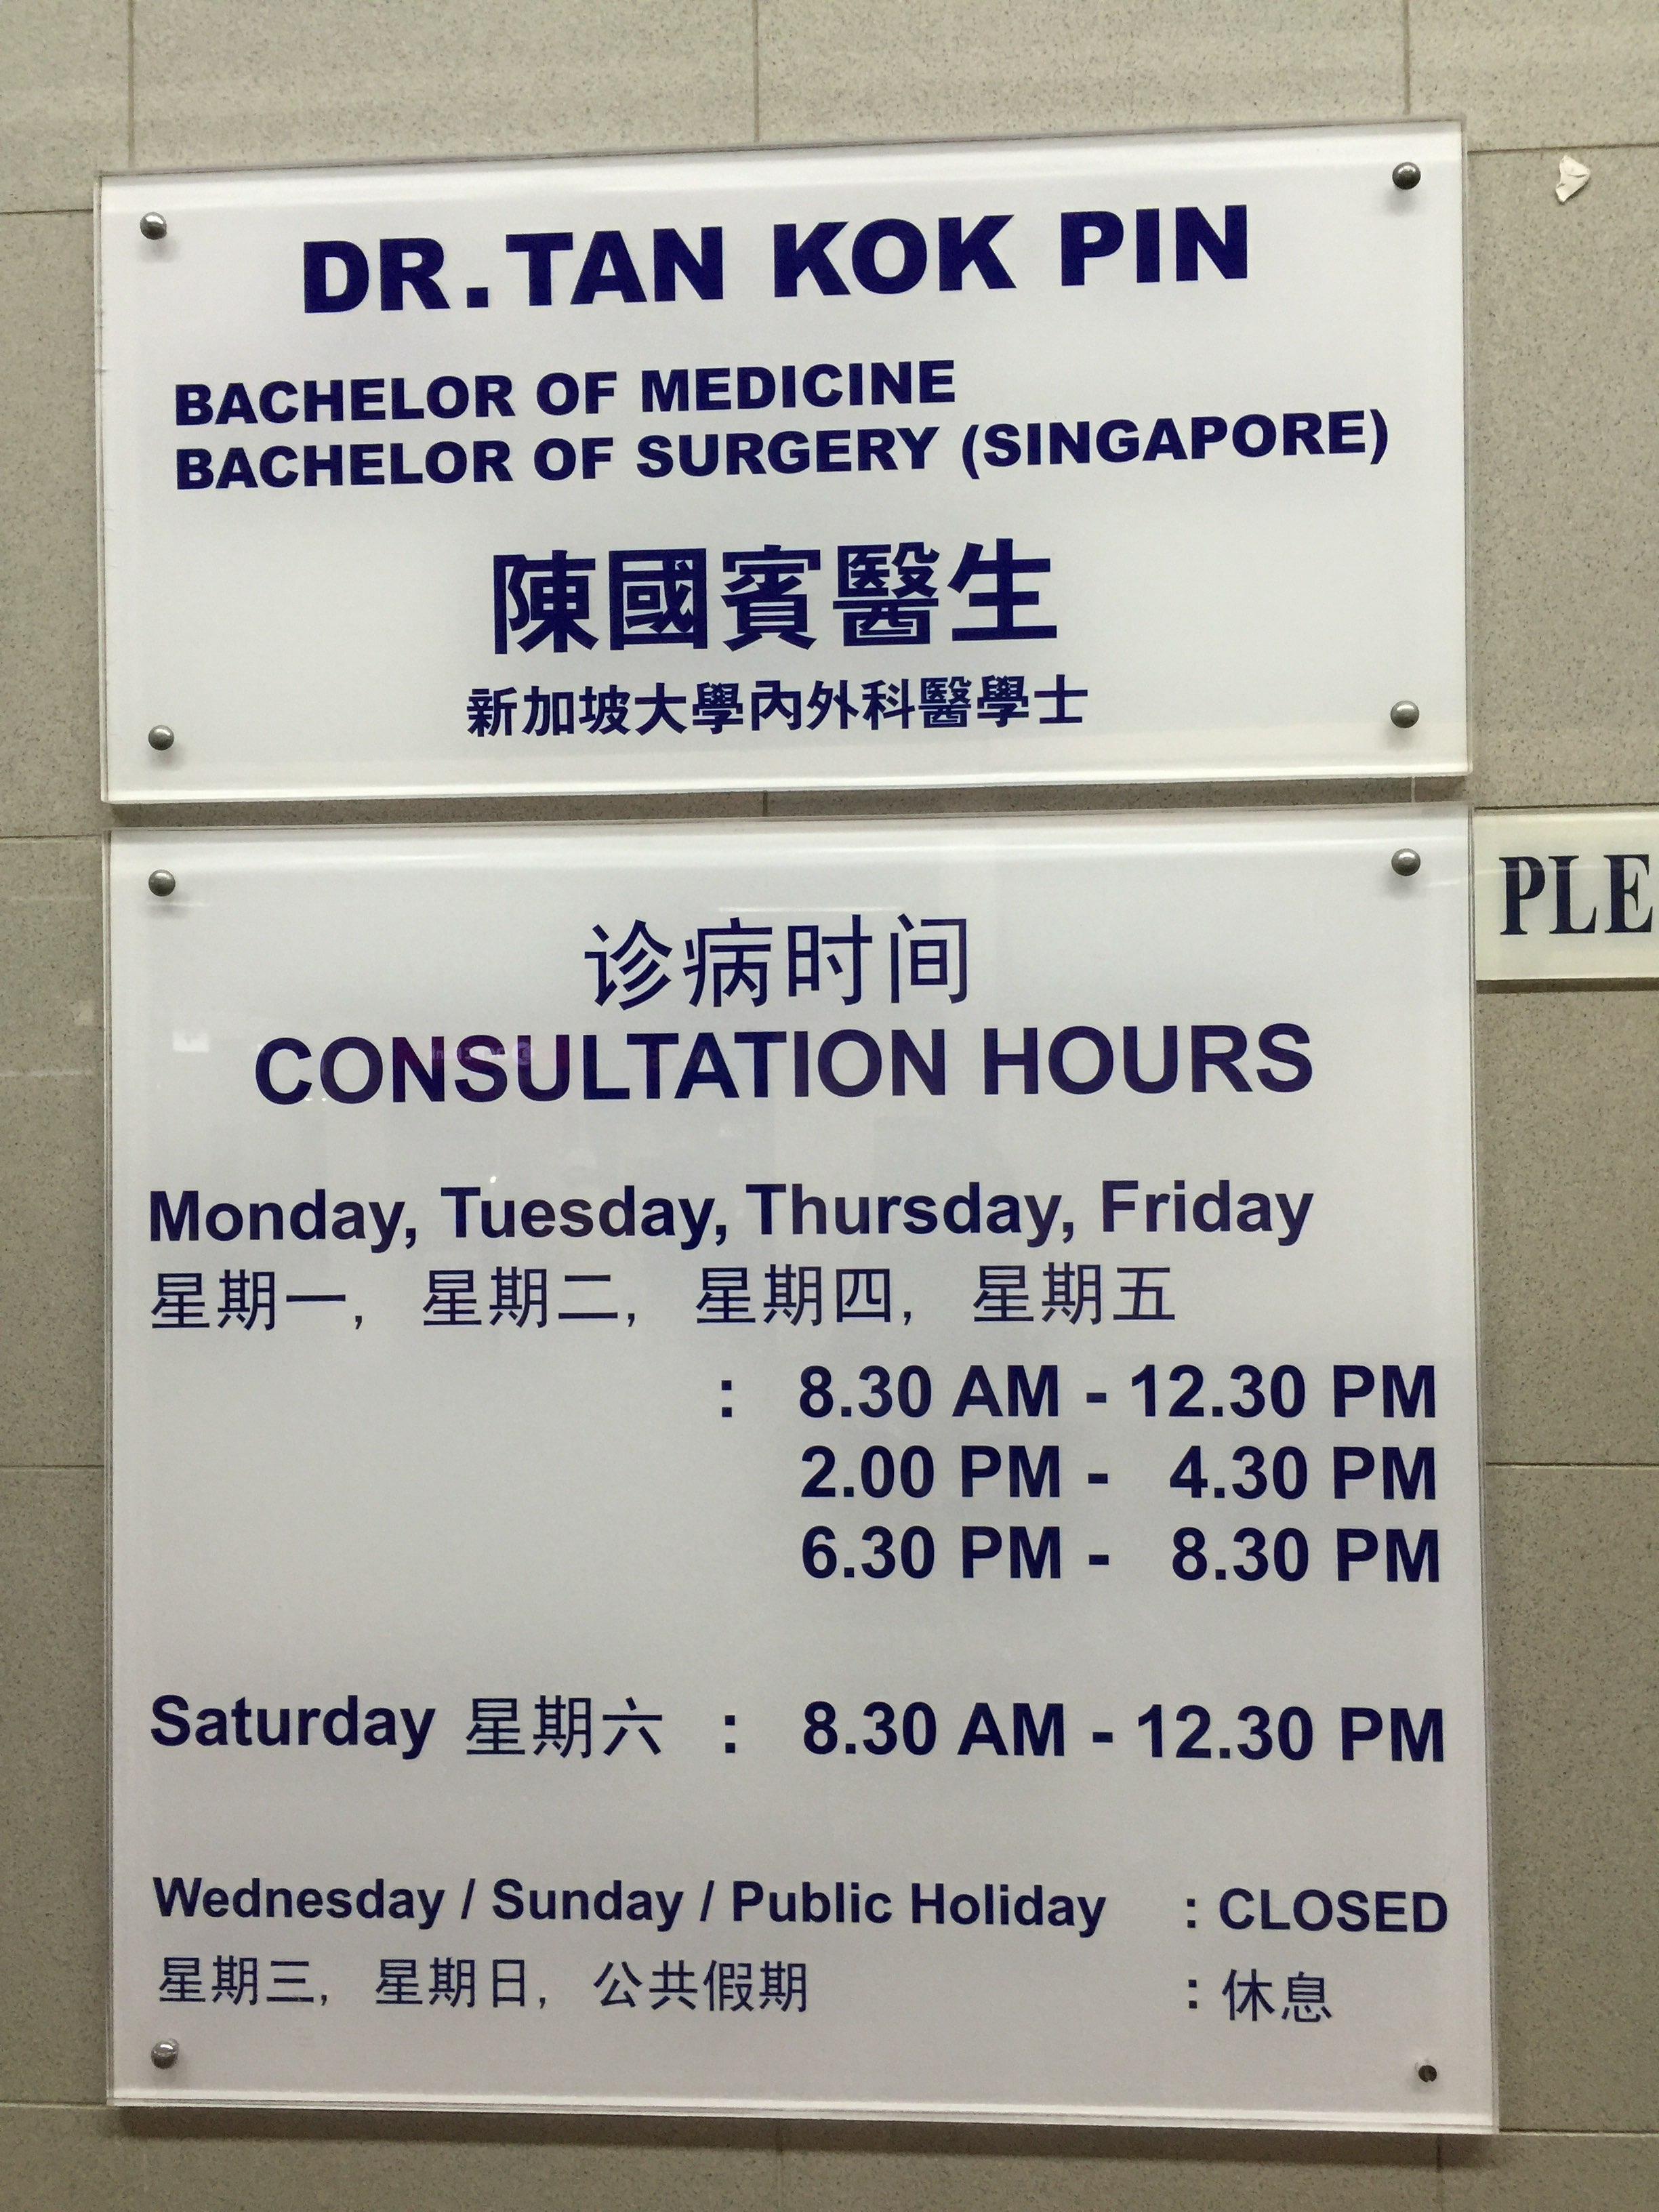 DR. TAN KOK PIN
BACHELOR OF MEDICINE
BACHELOR OF SURGERY (SINGAPORE)
陳國賓醫生
新加坡大學內外科醫學士
诊病时间
CONSULTATION HOURS
Monday, Tuesday, Thursday, Friday
星期一, 星期二, 星期四, 星期五
: 8.30 AM - 12.30 PM
2.00 PM - 4.30 PM
6.30 PM - 8.30 PM
Saturday 星期六 : 8.30 AM - 12.30 PM
Wednesday / Sunday / Public Holiday : CLOSED
星期三, 星期日, 公共假期 : 休息
PLE